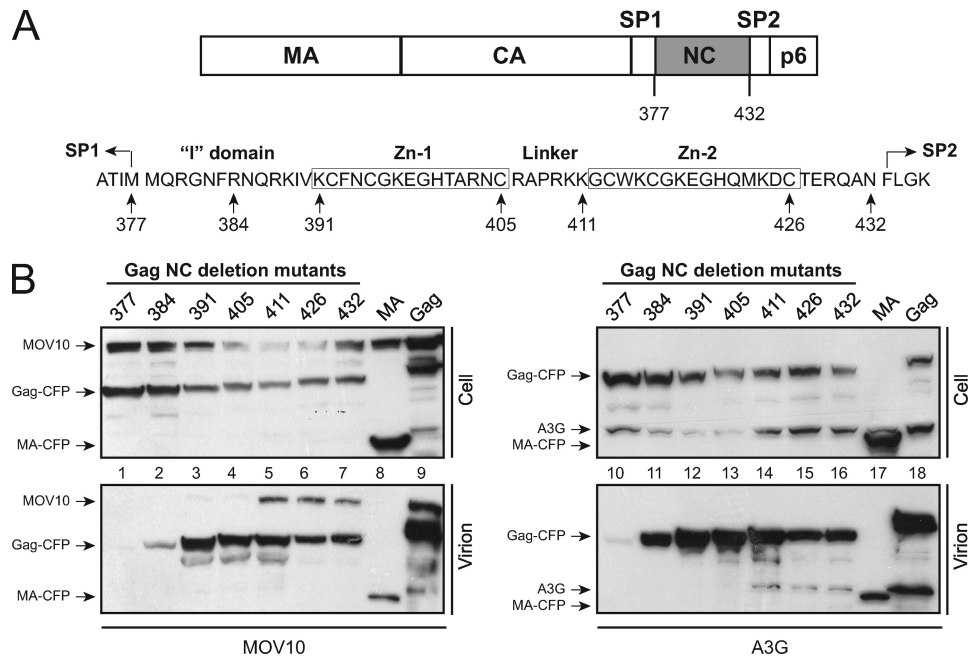 A
SP1 SP2
MA CA NC p6
377 432
SP1 "I" domain Zn-1 Linker Zn-2 SP2
ATIM MQRGNFRNQRKIVKCFNCGKEGHTARNC RAPRKKGCWKCGKEGHQMKDCTERQAN FLGK
377 384 391 405 411 426 432
B
Gag NC deletion mutants
377 384 391 405 411 426 432 MA Gag
MOV10
Gag-CFP
MA-CFP
Cell
1 2 3 4 5 6 7 8 9
MOV10
Gag-CFP
MA-CFP
Virion
MOV10
Gag NC deletion mutants
377 384 391 405 411 426 432 MA Gag
Gag-CFP
A3G
MA-CFP
Cell
10 11 12 13 14 15 16 17 18
Gag-CFP
A3G
MA-CFP
Virion
A3G